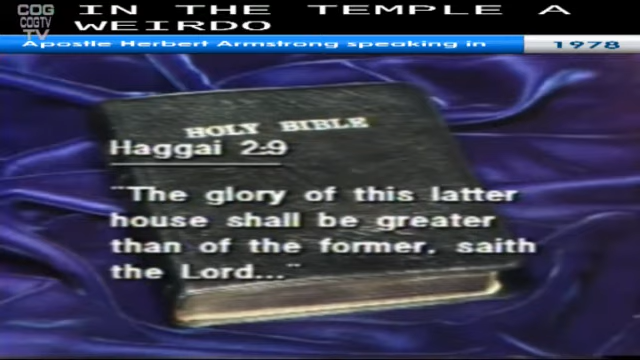 COG
COGTV
TV
IN THE TEMPLE A
WEIRDO
Apostle Herbert Armstrong speaking in
1978
HOLY BIBLE
Haggai 2:9
"The glory of this latter
house shall be greater
than of the former, saith
the Lord..."